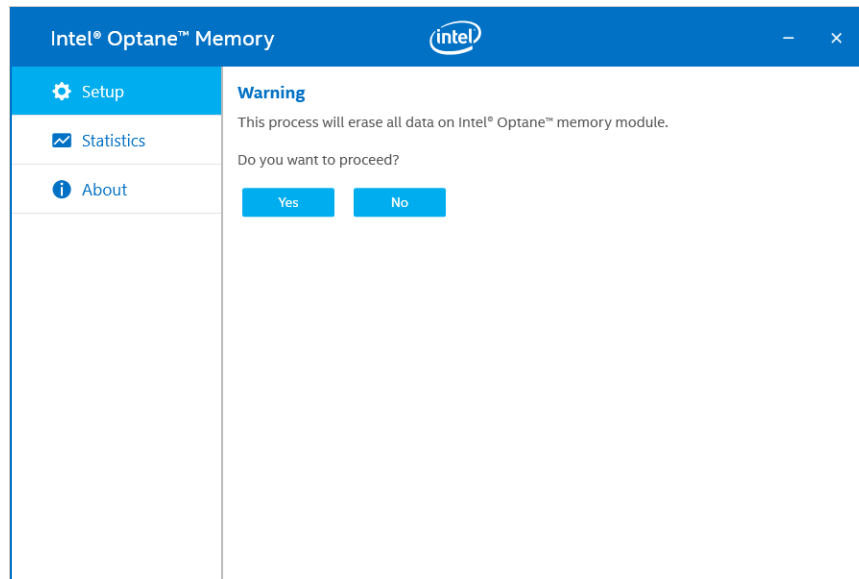 Intel® Optane™ Memory
intel
Setup
Statistics
About
Warning
This process will erase all data on Intel® Optane™ memory module.
Do you want to proceed?
Yes No